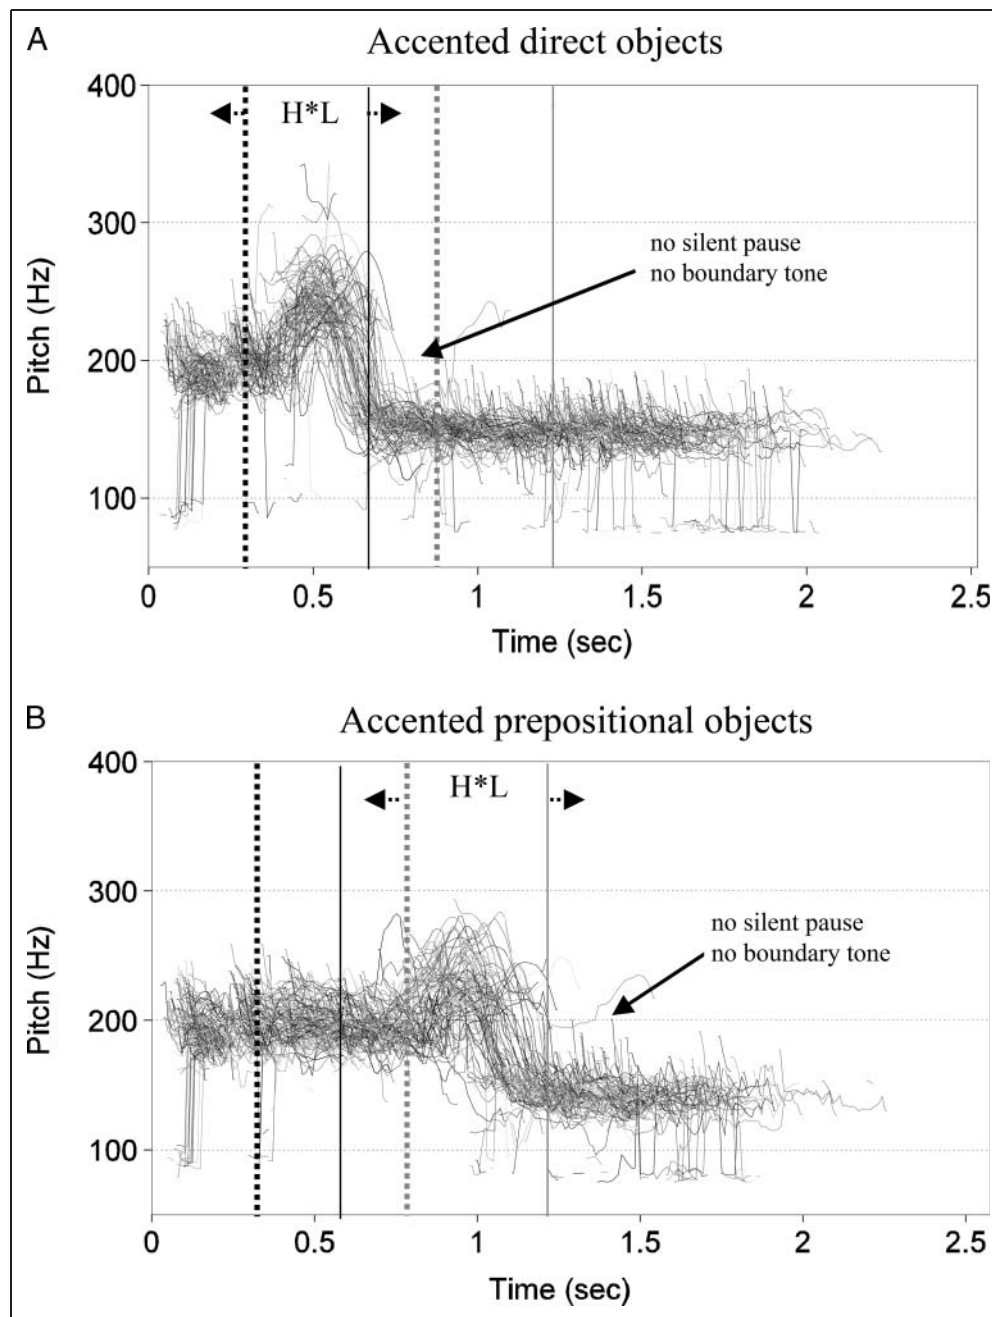 A
Accented direct objects
400
H*L
300
no silent pause
no boundary tone
Pitch (Hz)
200
100
0 0.5 1 1.5 2 2.5
Time (sec)
B
Accented prepositional objects
400
H*L
300
no silent pause
no boundary tone
Pitch (Hz)
200
100
0 0.5 1 1.5 2 2.5
Time (sec)